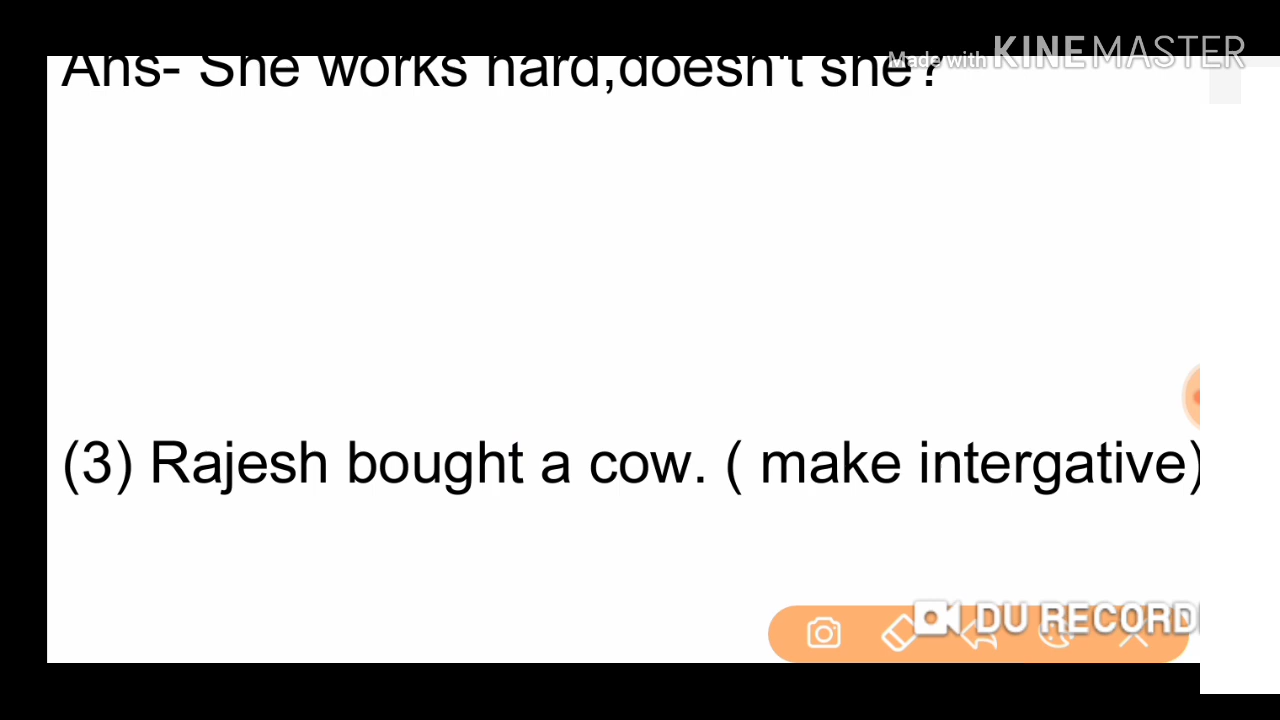 Made with KINEMASTER
Ans- She works hard,doesn't she?
(3) Rajesh bought a cow. ( make intergative)
DU RECORD